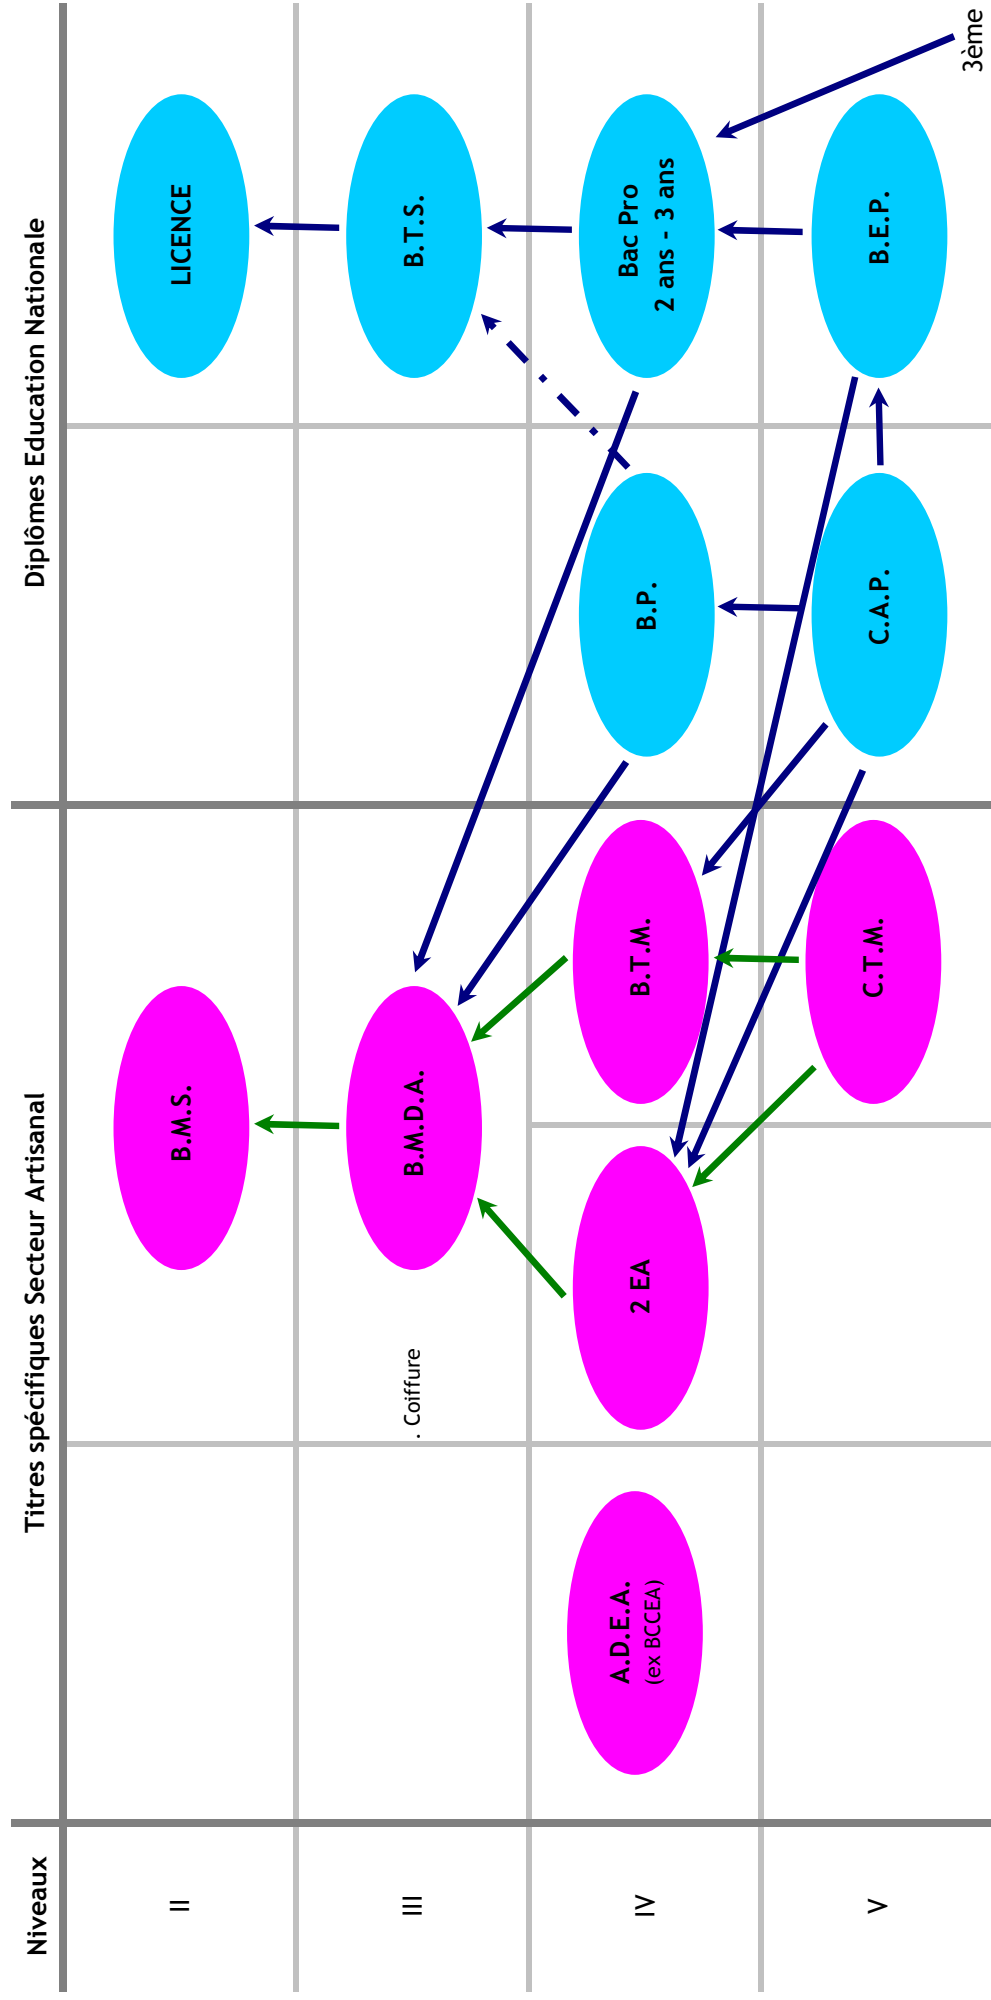 Niveaux
Titres spécifiques Secteur Artisanal
Diplômes Education Nationale
II
B.M.S.
LICENCE
III
. Coiffure
B.M.D.A.
B.T.S.
IV
A.D.E.A.
(ex BCCEA)
2 EA
B.T.M.
B.P.
Bac Pro
2 ans - 3 ans
V
C.T.M.
C.A.P.
B.E.P.
3ème